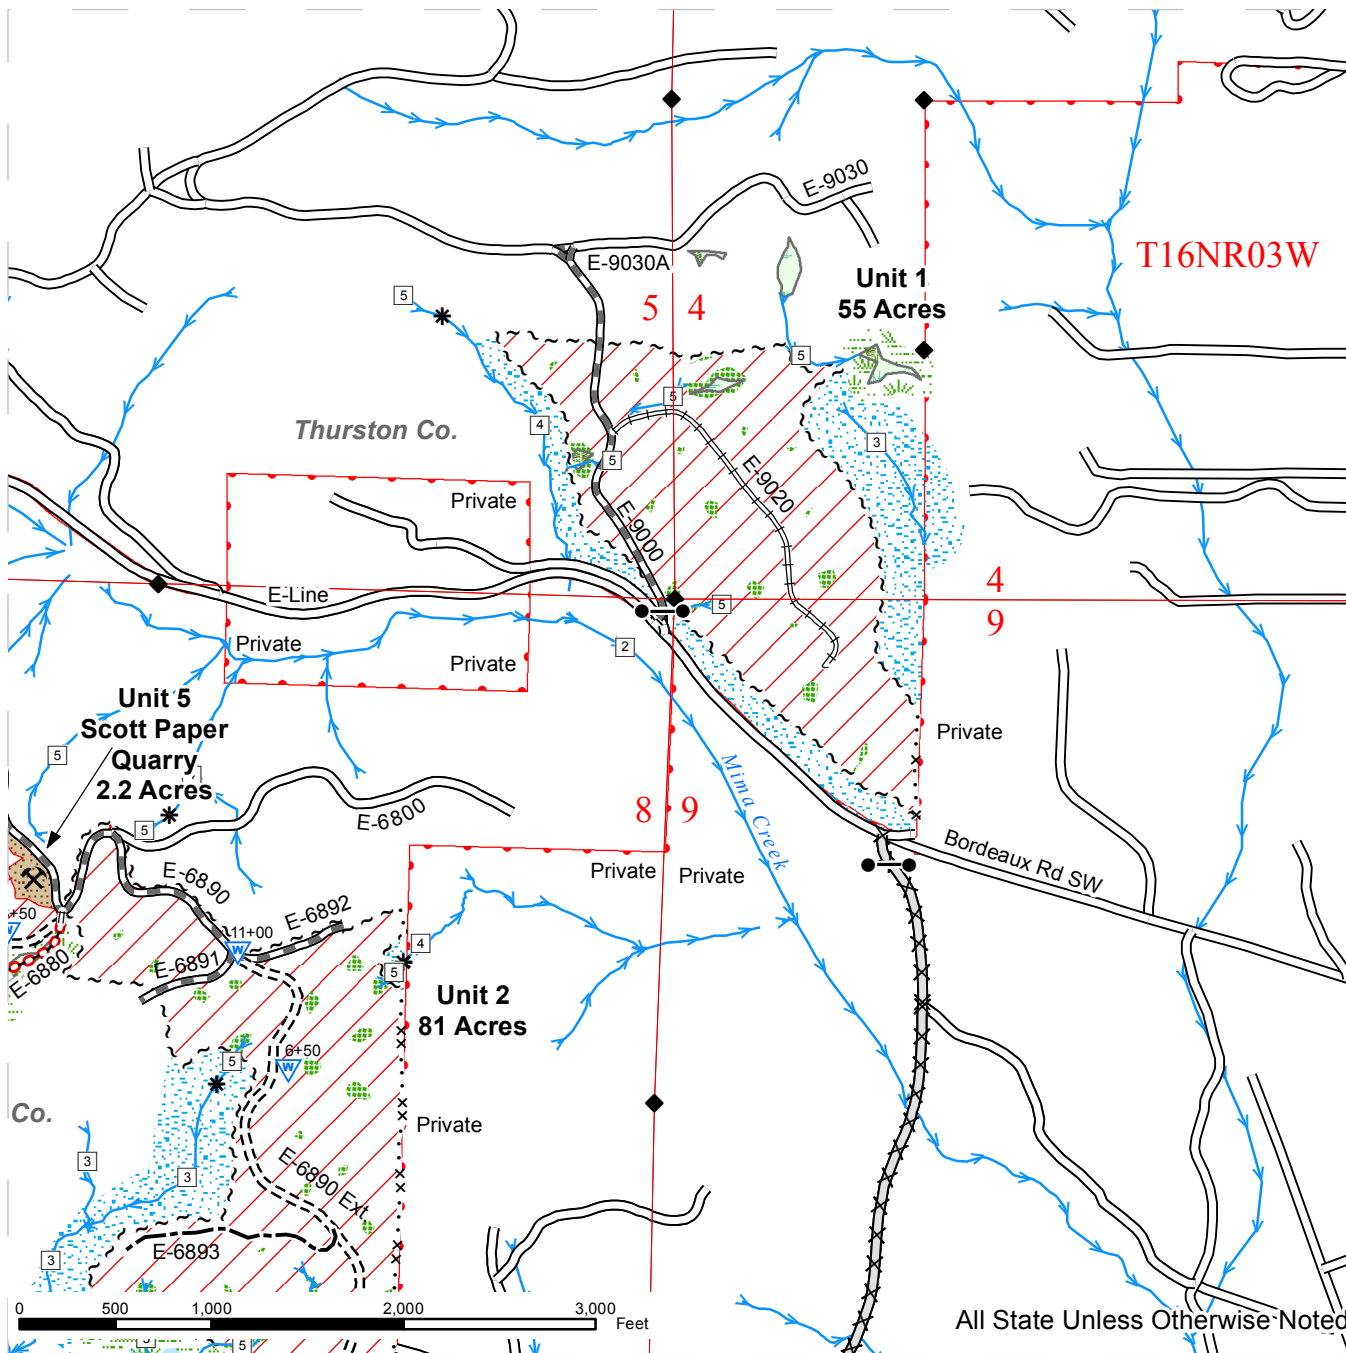 E-9030
E-9030A
T16NR03W
Unit 1
55 Acres
5
5 4
5
5
4
3
Thurston Co.
5
E-9020
Private
E-9000
E-Line
4
9
5
Private
2
Private
Unit 5
Scott Paper
Quarry
2.2 Acres
Private
5
Mima Creek
8 9
E-6800
5
Bordeaux Rd SW
E-6890
Private
Private
E-6892
+50
11+00
4
E-6891
5
E-6880
Unit 2
81 Acres
W
W
6+50
W
5
Co.
Private
3
3
E-6890 Ext
E-6893
3
0 500 1,000 2,000 3,000
Feet
All State Unless Otherwise Noted
5